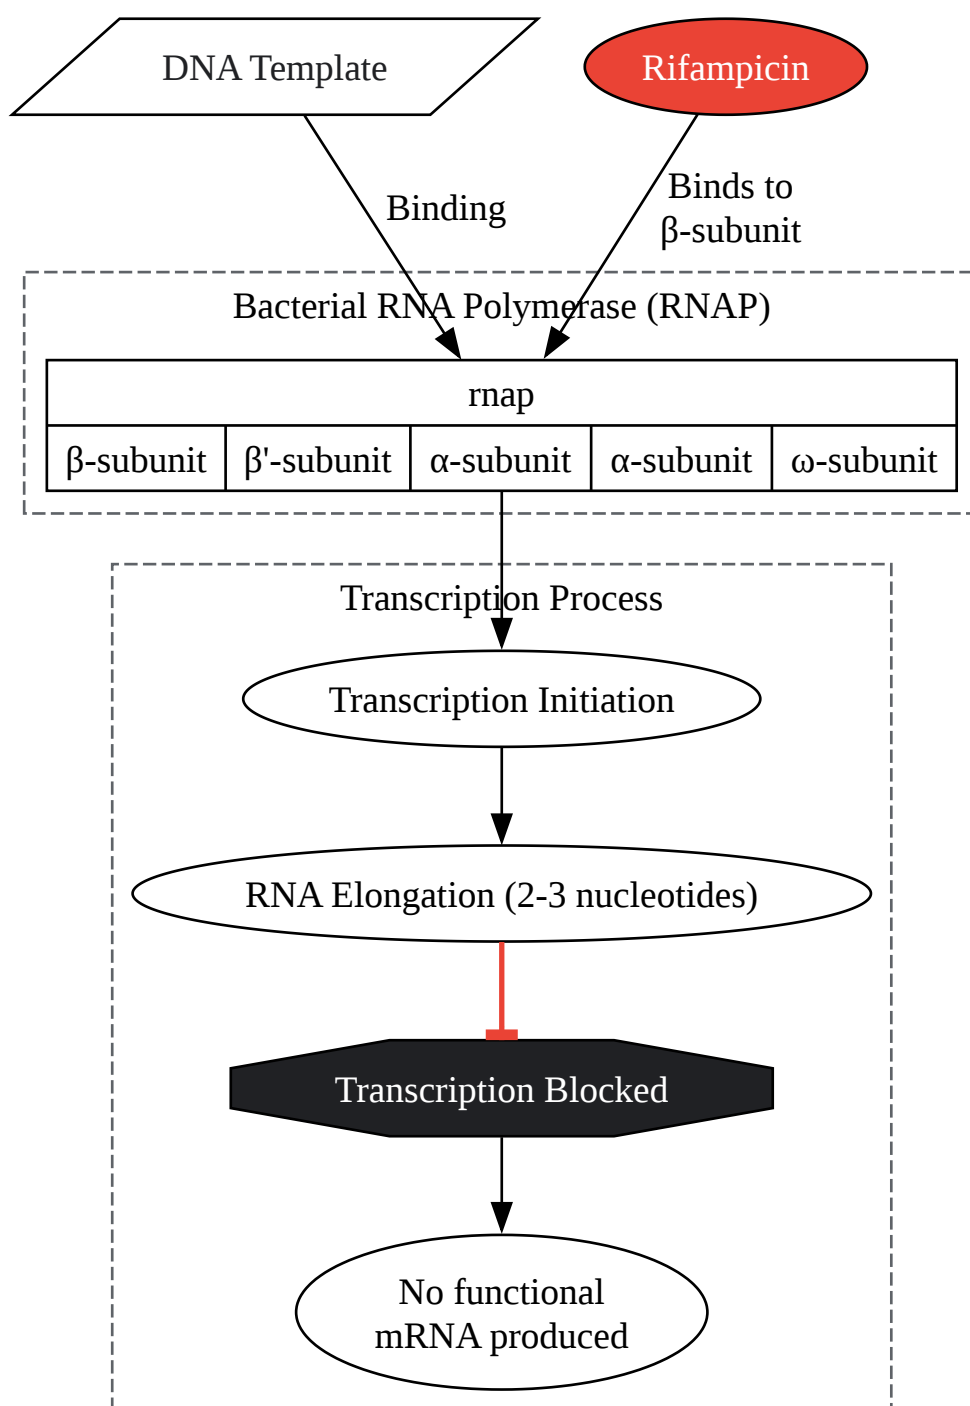 DNA Template
Rifampicin
Binding
Binds to
β-subunit
Bacterial RNA Polymerase (RNAP)
rnap
β-subunit
β'-subunit
α-subunit
α-subunit
ω-subunit
Transcription Process
Transcription Initiation
RNA Elongation (2-3 nucleotides)
Transcription Blocked
No functional
mRNA produced